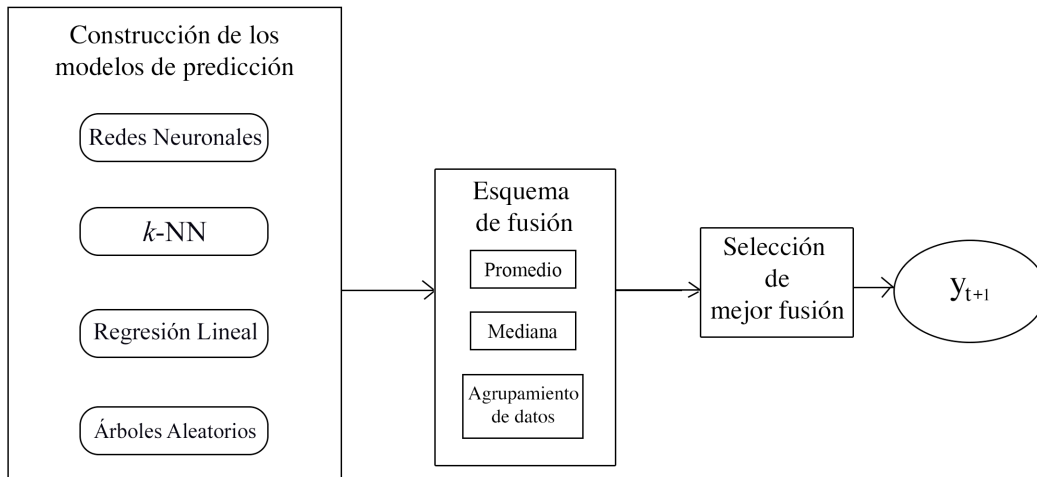 Construcción de los
modelos de predicción
Redes Neuronales
k-NN
Regresión Lineal
Árboles Aleatorios
Esquema
de fusión
Promedio
Mediana
Agrupamiento
de datos
Selección
de
mejor fusión
y_{t+1}